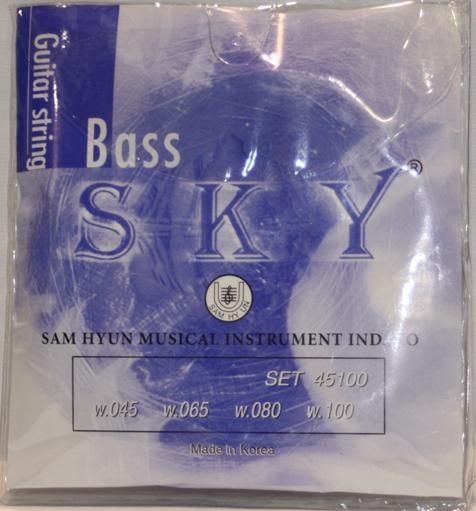 Guitar string
Bass
SKY®
SAM HYUN
SAM HYUN MUSICAL INSTRUMENT IND.
SET 45100
w.045 w.065 w.080 w.100
Made in Korea